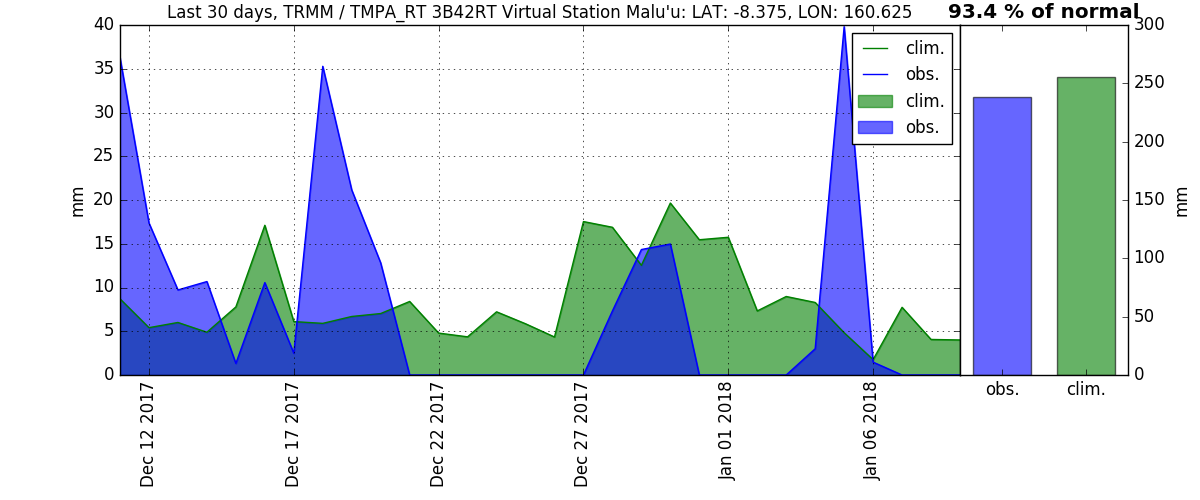 Last 30 days, TRMM / TMPA_RT 3B42RT Virtual Station Malu'u: LAT: -8.375, LON: 160.625
93.4 % of normal
40
35
30
25
20
15
10
5
0
mm
clim.
obs.
clim.
obs.
Dec 12 2017
Dec 17 2017
Dec 22 2017
Dec 27 2017
Jan 01 2018
Jan 06 2018
300
250
200
150
100
50
0
mm
obs.
clim.